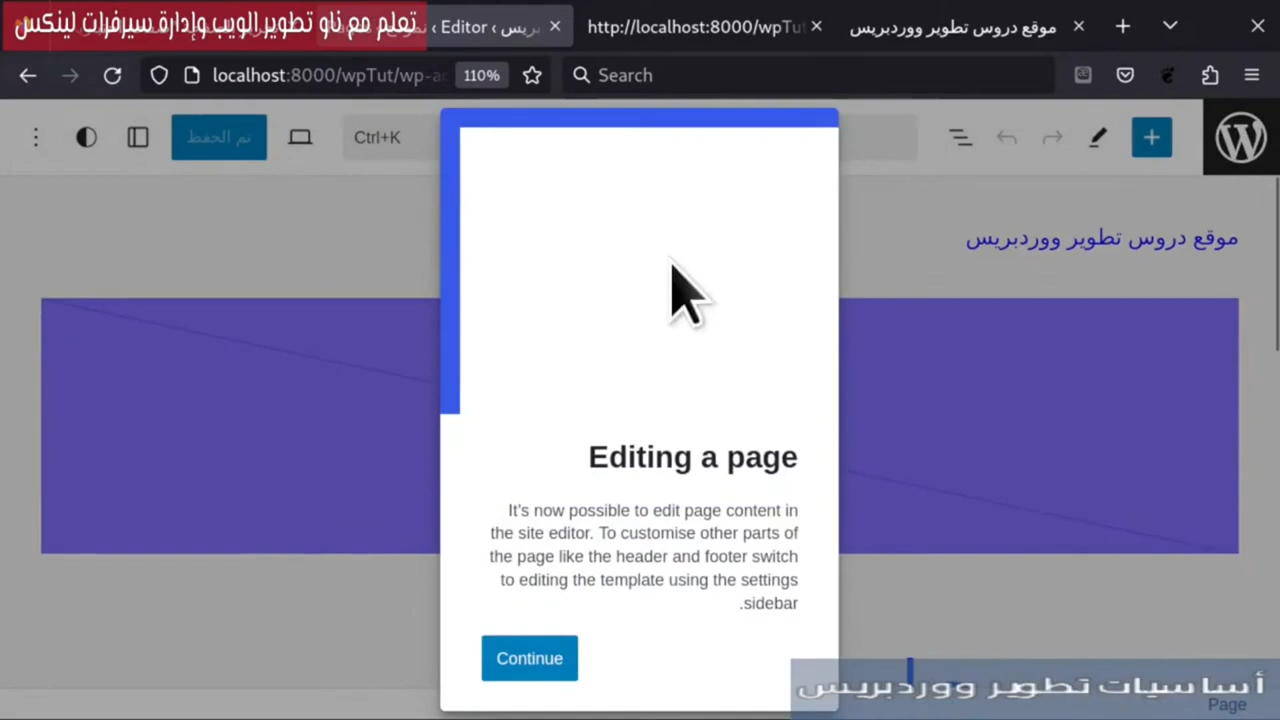 تعلم مع ناو تطوير الويب وإدارة سيرفرات لينكس
بريس › Editor ›
http://localhost:8000/wpTut
موقع دروس تطوير ووردبريس
localhost:8000/wpTut/wp-a
110%
Search
تم الحفظ
Ctrl+K
موقع دروس تطوير ووردبريس
Editing a page
It's now possible to edit page content in
the site editor. To customise other parts of
the page like the header and footer switch
to editing the template using the settings
.sidebar
Continue
أساسيات تطوير ووردبريس
Page